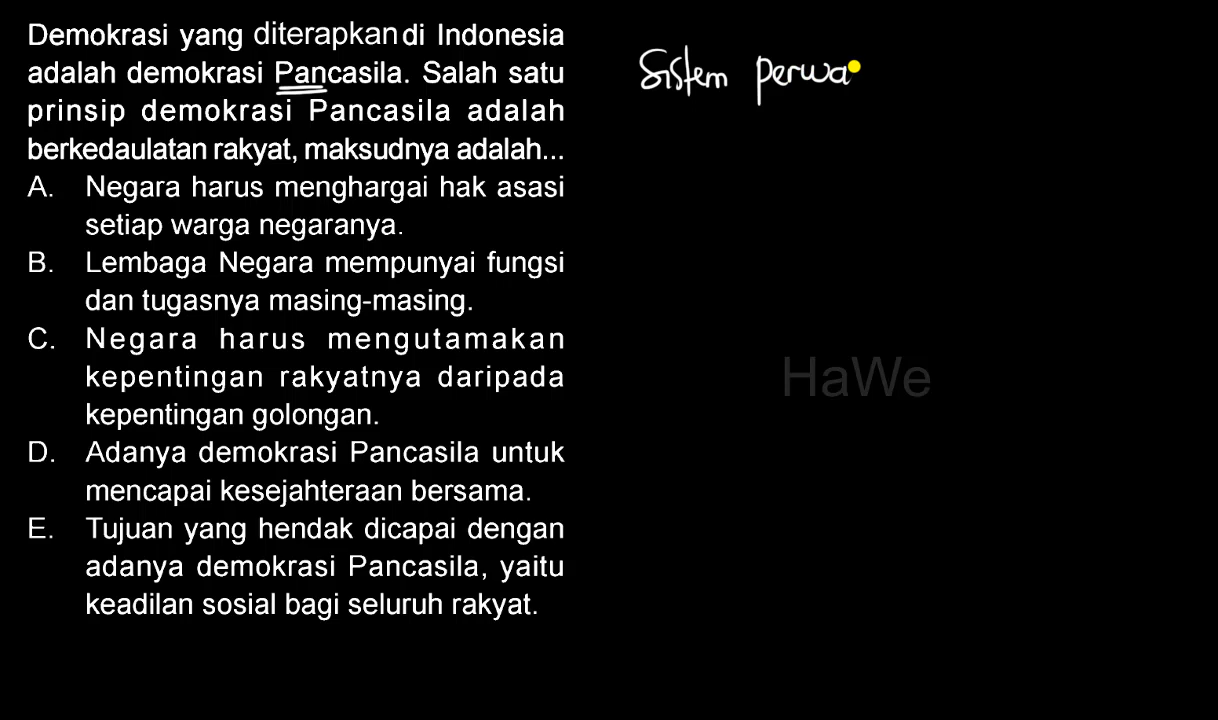 Demokrasi yang diterapkan di Indonesia
adalah demokrasi Pancasila. Salah satu
prinsip demokrasi Pancasila adalah
berkedaulatan rakyat, maksudnya adalah...
A. Negara harus menghargai hak asasi
setiap warga negaranya.
B. Lembaga Negara mempunyai fungsi
dan tugasnya masing-masing.
C. Negara harus mengutamakan
kepentingan rakyatnya daripada
kepentingan golongan.
D. Adanya demokrasi Pancasila untuk
mencapai kesejahteraan bersama.
E. Tujuan yang hendak dicapai dengan
adanya demokrasi Pancasila, yaitu
keadilan sosial bagi seluruh rakyat.
Sistem perwa
HaWe